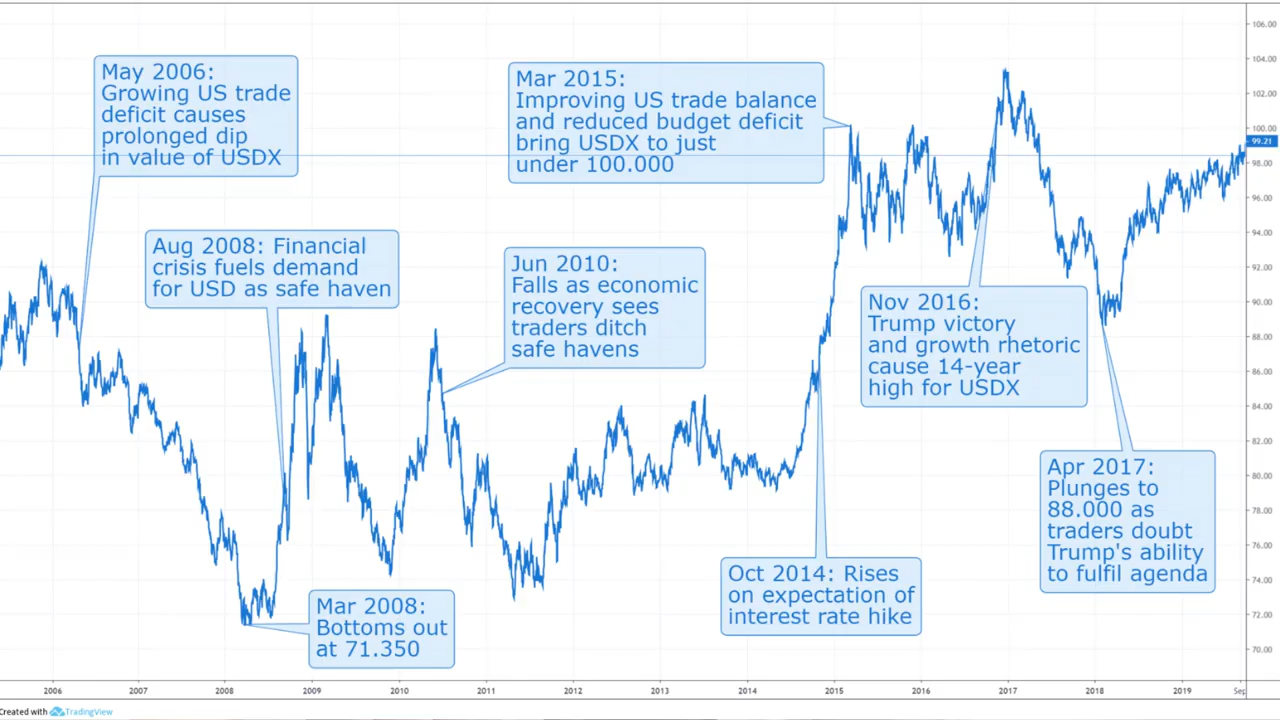 May 2006:
Growing US trade
deficit causes
prolonged dip
in value of USDX
Mar 2015:
Improving US trade balance
and reduced budget deficit
bring USDX to just
under 100.000
Aug 2008: Financial
crisis fuels demand
for USD as safe haven
Jun 2010:
Falls as economic
recovery sees
traders ditch
safe havens
Nov 2016:
Trump victory
and growth rhetoric
cause 14-year
high for USDX
Apr 2017:
Plunges to
88.000 as
traders doubt
Trump's ability
to fulfil agenda
Oct 2014: Rises
on expectation of
interest rate hike
Mar 2008:
Bottoms out
at 71.350
106.00
104.00
102.00
100.00
99.21
98.00
96.00
94.00
92.00
90.00
88.00
86.00
84.00
82.00
80.00
78.00
76.00
74.00
72.00
70.00
2006 2007 2008 2009 2010 2011 2012 2013 2014 2015 2016 2017 2018 2019 Sep
Created with TradingView